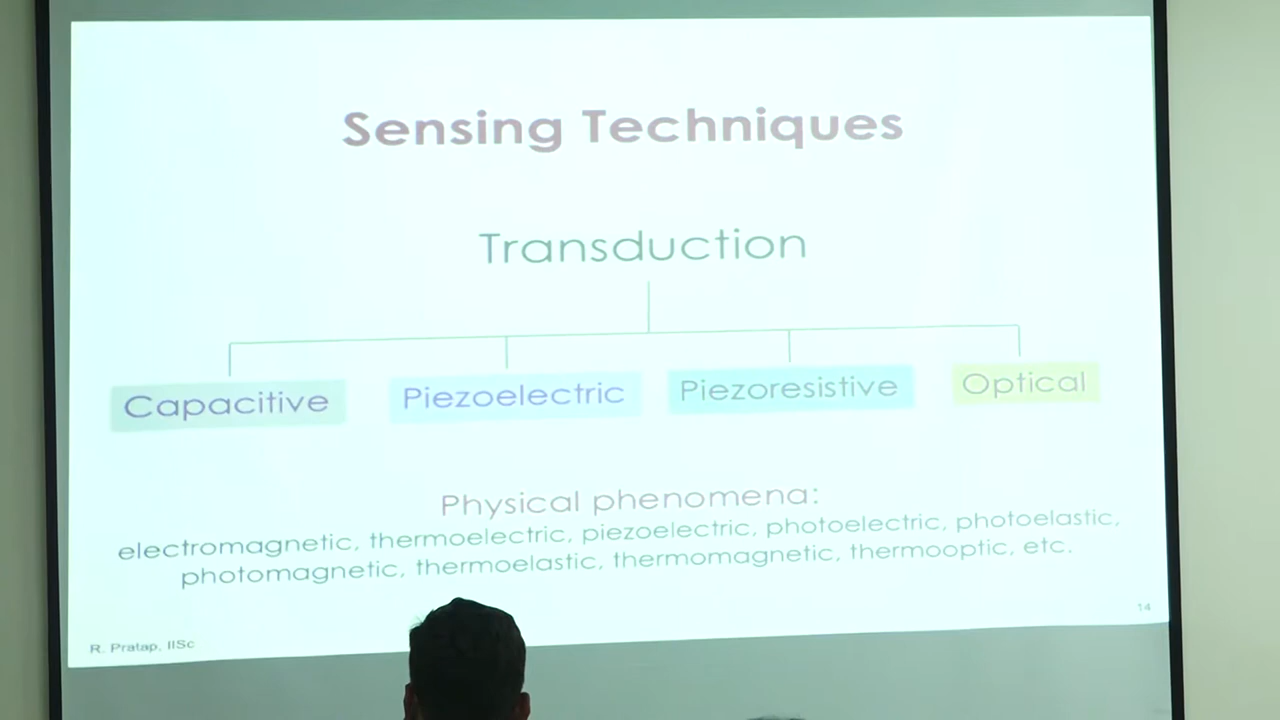 Sensing Techniques
Transduction
Capacitive
Piezoelectric
Piezoresistive
Optical
Physical phenomena:
electromagnetic, thermoelectric, piezoelectric, photoelectric, photoelastic,
photomagnetic, thermoelastic, thermomagnetic, thermooptic, etc.
R. Pratap, IISc
14